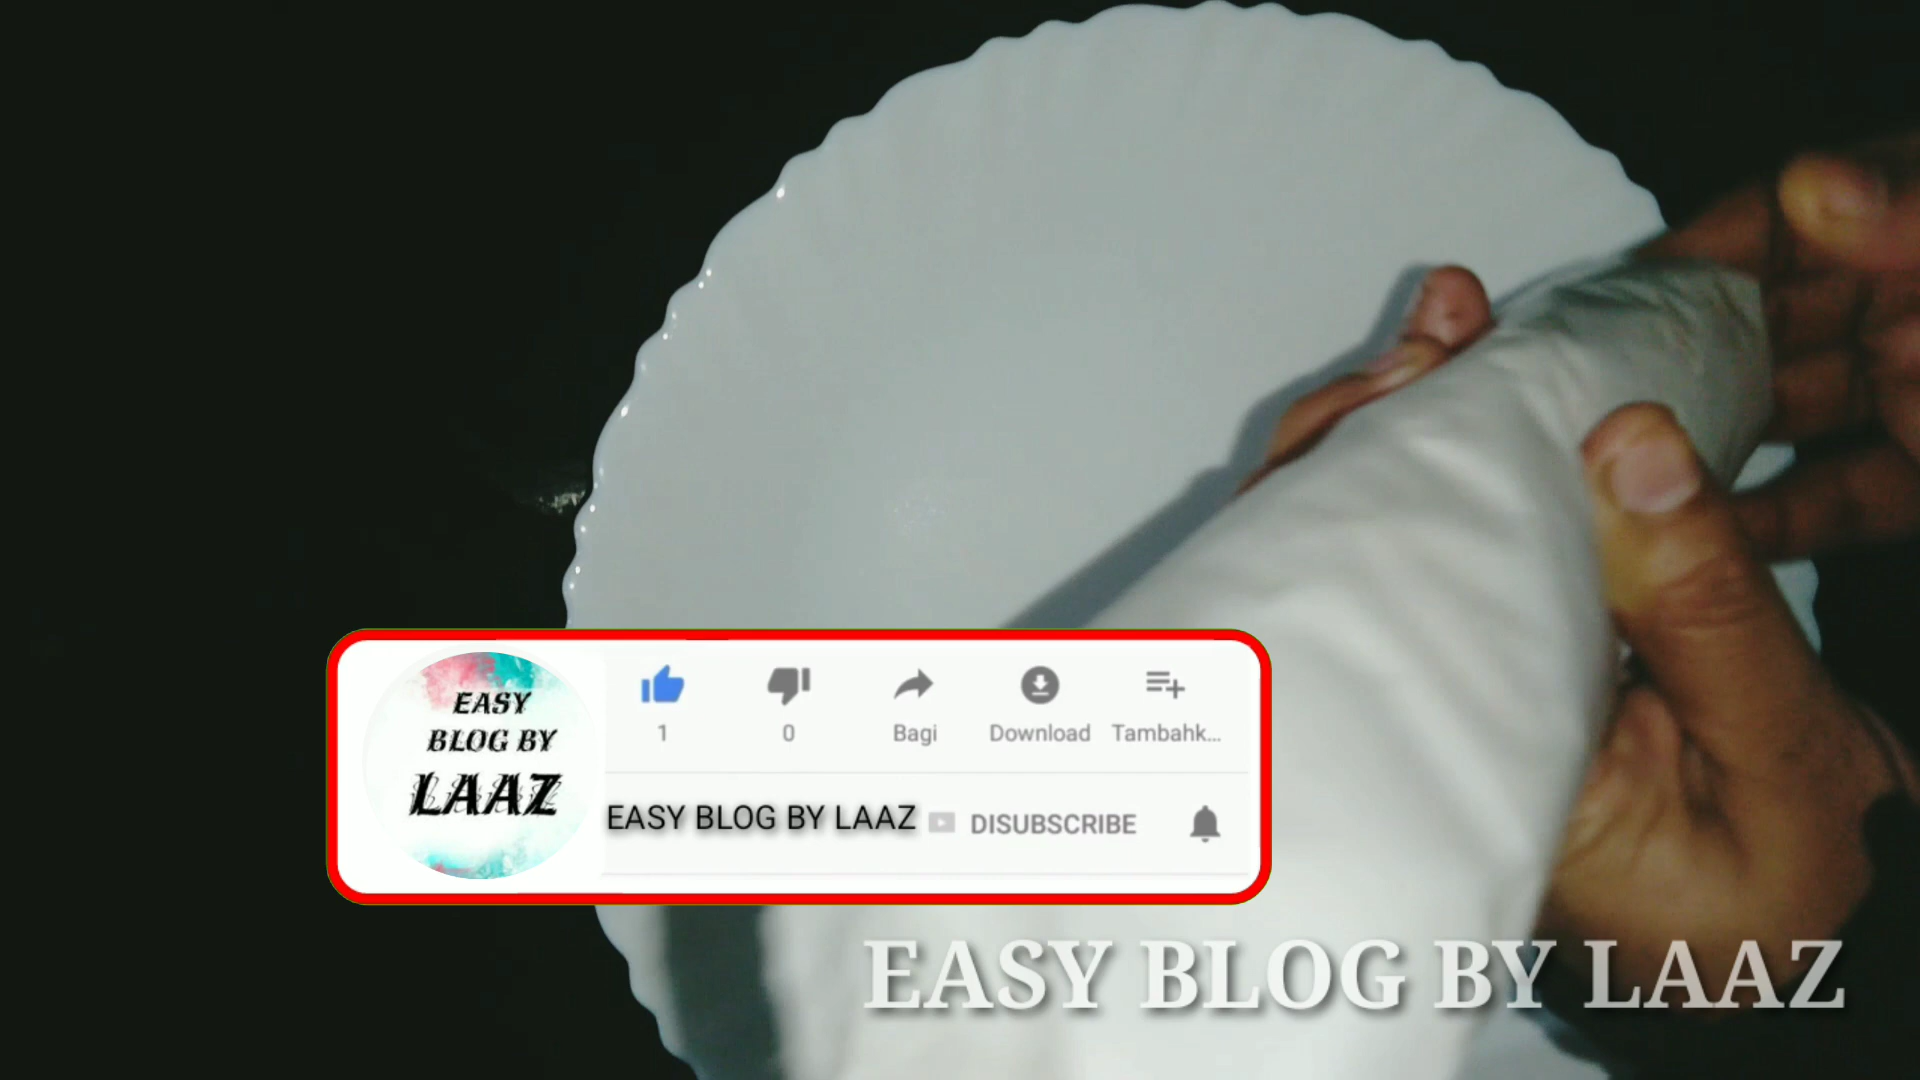 EASY
BLOG BY
LAAZ
1
0
Bagi
Download
Tambahk...
EASY BLOG BY LAAZ
DISUBSCRIBE
EASY BLOG BY LAAZ